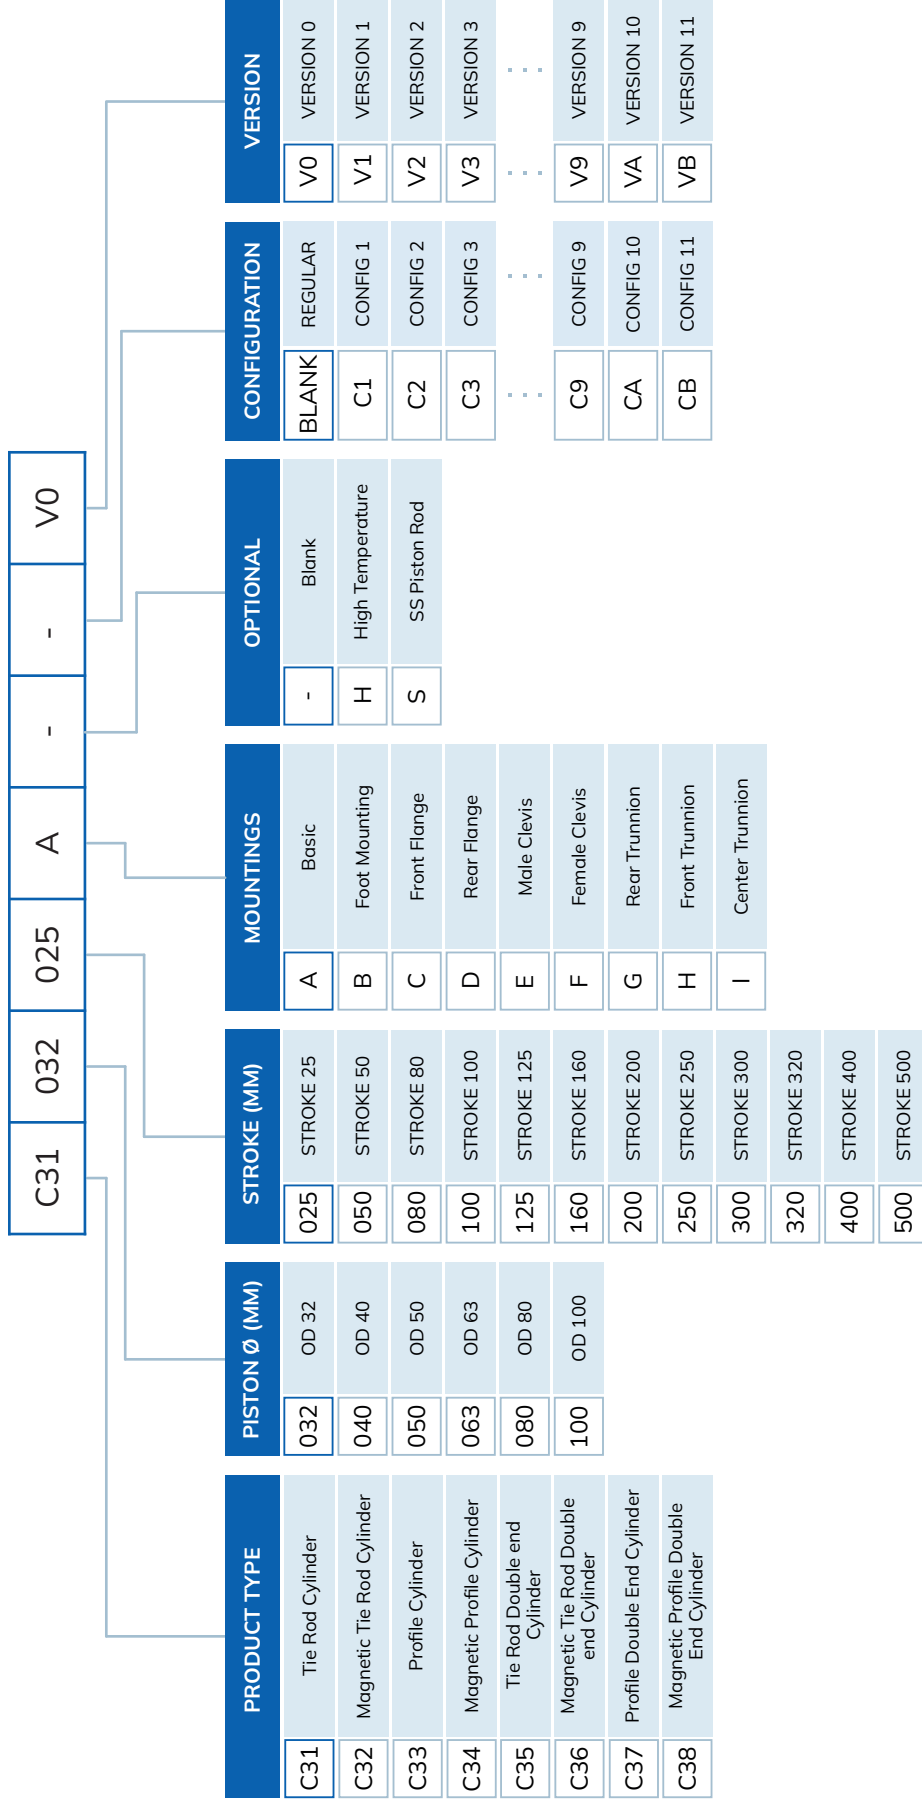 C31 032 025 A - - V0
PRODUCT TYPE
C31 Tie Rod Cylinder
C32 Magnetic Tie Rod Cylinder
C33 Profile Cylinder
C34 Magnetic Profile Cylinder
C35 Tie Rod Double end
Cylinder
C36 Magnetic Tie Rod Double
end Cylinder
C37 Profile Double End Cylinder
C38 Magnetic Profile Double
End Cylinder
PISTON Ø (MM)
032 OD 32
040 OD 40
050 OD 50
063 OD 63
080 OD 80
100 OD 100
STROKE (MM)
025 STROKE 25
050 STROKE 50
080 STROKE 80
100 STROKE 100
125 STROKE 125
160 STROKE 160
200 STROKE 200
250 STROKE 250
300 STROKE 300
320 STROKE 320
400 STROKE 400
500 STROKE 500
MOUNTINGS
A Basic
B Foot Mounting
C Front Flange
D Rear Flange
E Male Clevis
F Female Clevis
G Rear Trunnion
H Front Trunnion
I Center Trunnion
OPTIONAL
- Blank
H High Temperature
S SS Piston Rod
CONFIGURATION
BLANK REGULAR
C1 CONFIG 1
C2 CONFIG 2
C3 CONFIG 3
... ...
C9 CONFIG 9
CA CONFIG 10
CB CONFIG 11
VERSION
V0 VERSION 0
V1 VERSION 1
V2 VERSION 2
V3 VERSION 3
... ...
V9 VERSION 9
VA VERSION 10
VB VERSION 11